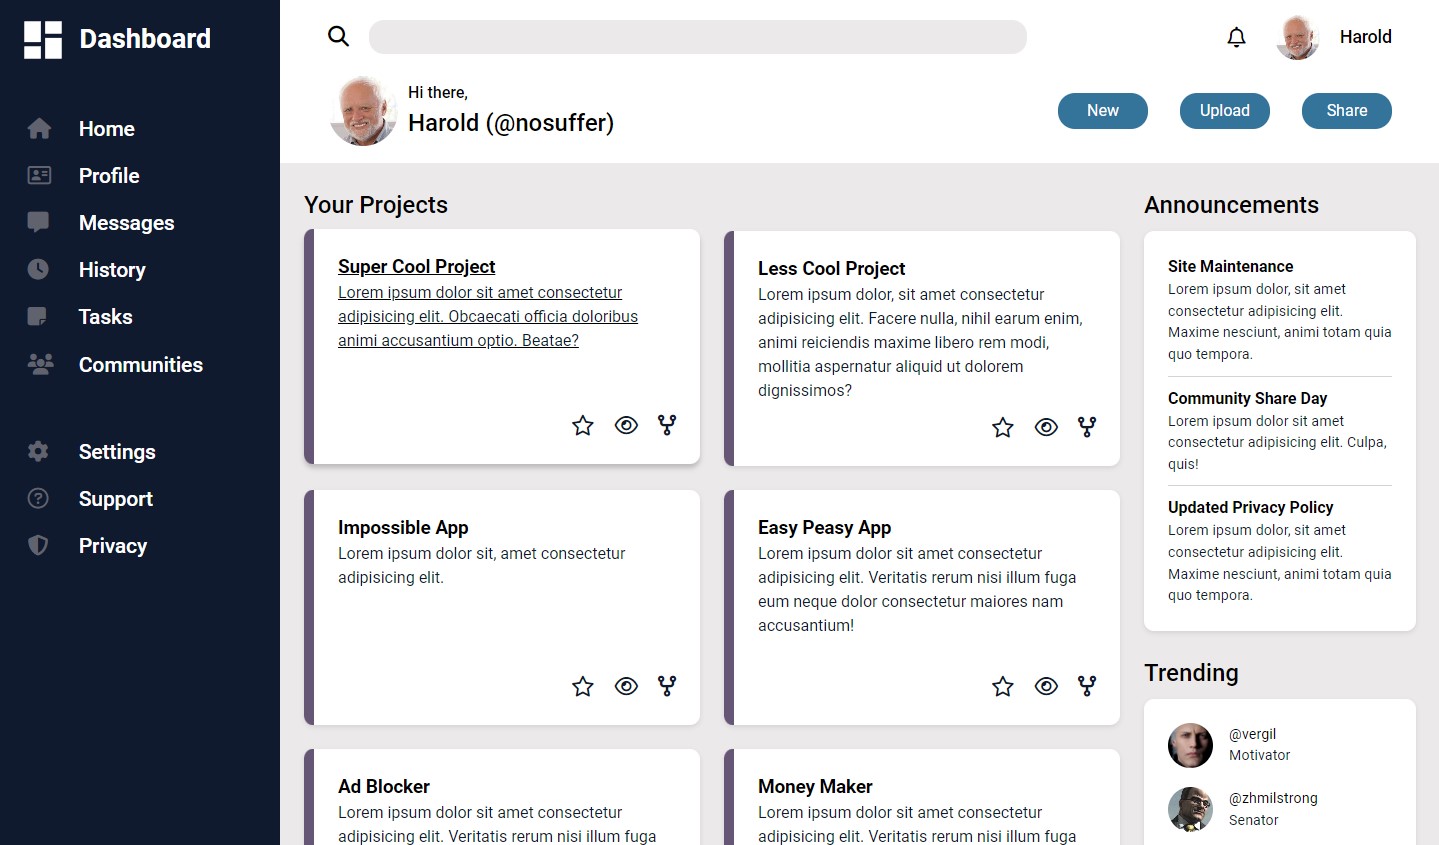 Dashboard
Home
Profile
Messages
History
Tasks
Communities
Settings
Support
Privacy
Harold
Hi there,
Harold (@nosuffer)
New
Upload
Share
Your Projects
Super Cool Project
Lorem ipsum dolor sit amet consectetur
adipisicing elit. Obcaecati officia doloribus
animi accusantium optio. Beatae?
Less Cool Project
Lorem ipsum dolor, sit amet consectetur
adipisicing elit. Facere nulla, nihil earum enim,
animi reiciendis maxime libero rem modi,
mollitia aspernatur aliquid ut dolorem
dignissimos?
Impossible App
Lorem ipsum dolor sit, amet consectetur
adipisicing elit.
Easy Peasy App
Lorem ipsum dolor sit amet consectetur
adipisicing elit. Veritatis rerum nisi illum fuga
eum neque dolor consectetur maiores nam
accusantium!
Ad Blocker
Lorem ipsum dolor sit amet consectetur
adipisicing elit. Veritatis rerum nisi illum fuga
Money Maker
Lorem ipsum dolor sit amet consectetur
adipisicing elit. Veritatis rerum nisi illum fuga
Announcements
Site Maintenance
Lorem ipsum dolor, sit amet
consectetur adipisicing elit.
Maxime nesciunt, animi totam quia
quo tempora.
Community Share Day
Lorem ipsum dolor sit amet
consectetur adipisicing elit. Culpa,
quis!
Updated Privacy Policy
Lorem ipsum dolor, sit amet
consectetur adipisicing elit.
Maxime nesciunt, animi totam quia
quo tempora.
Trending
@vergil
Motivator
@zhmilstrong
Senator